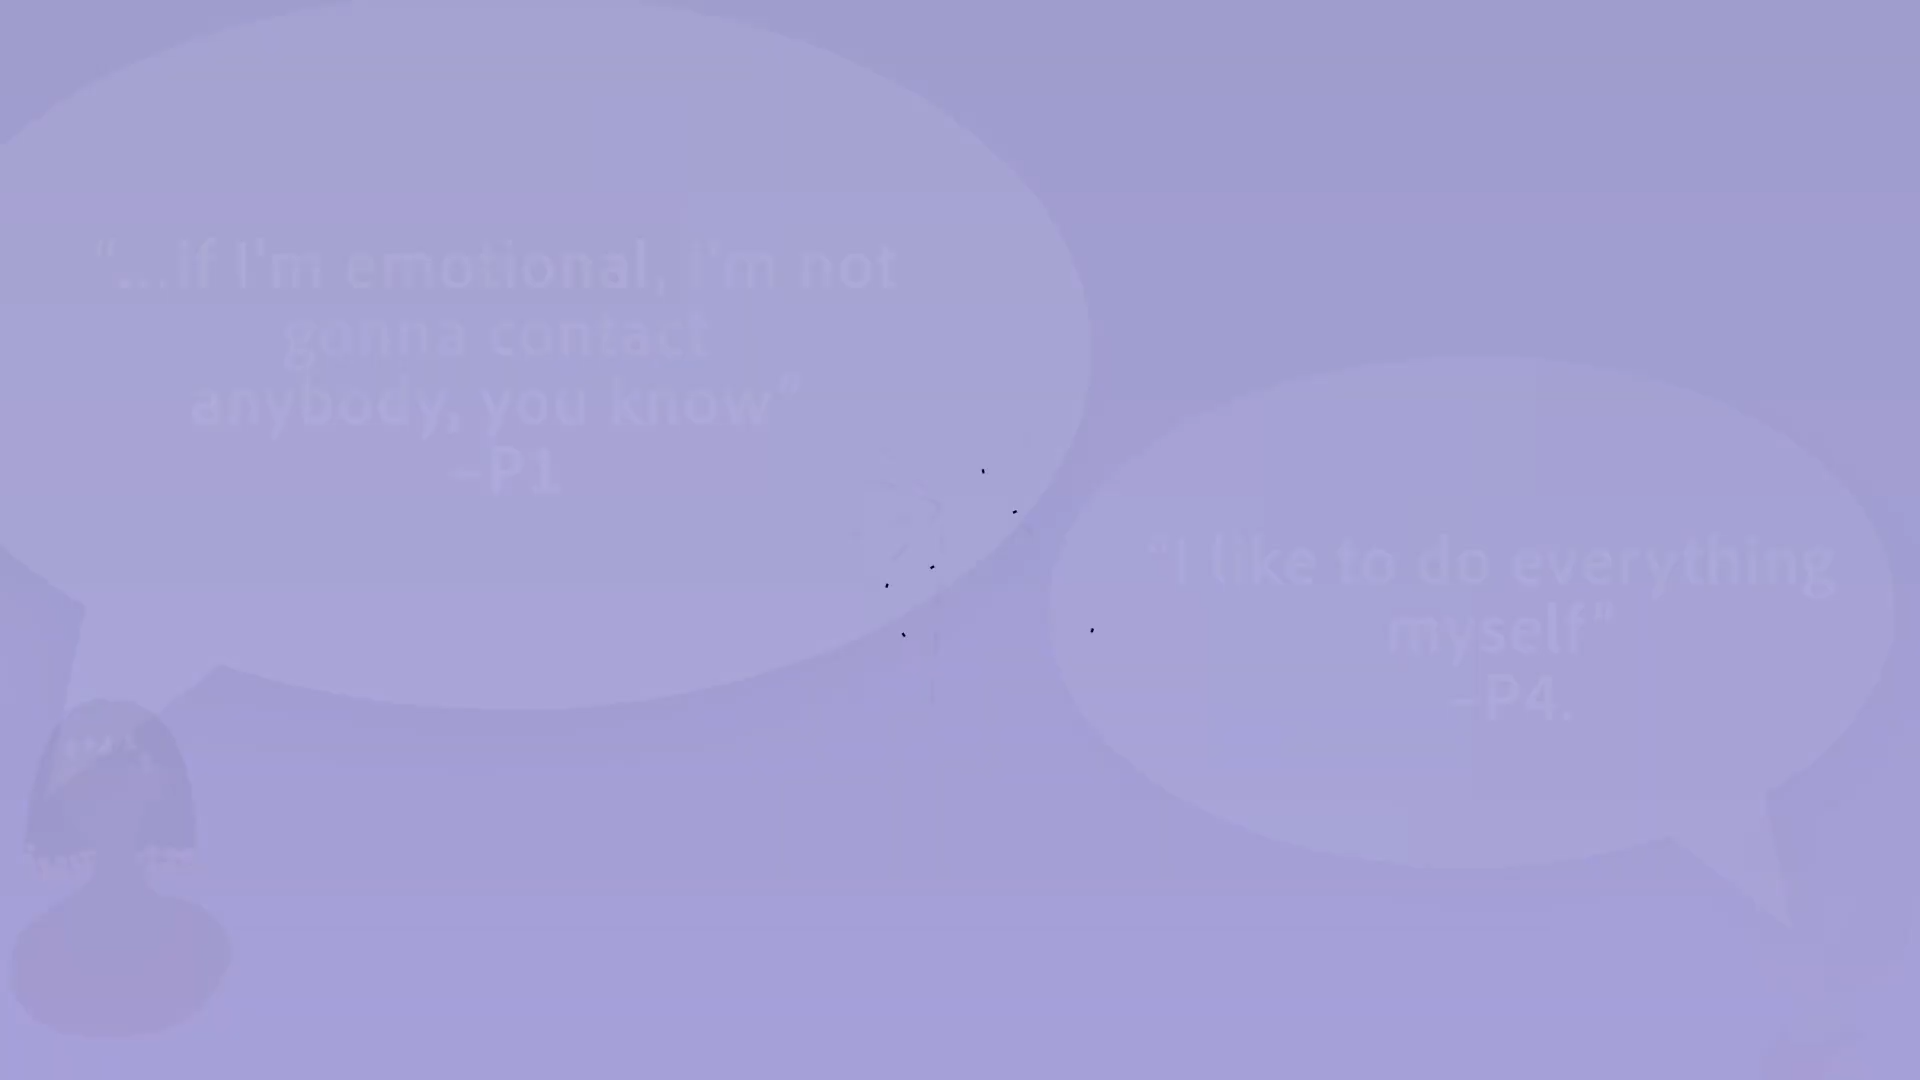 "...if I'm emotional, i'm not
gonna contact
anybody, you know"
-P1
"I like to do everything
myself"
-P4.